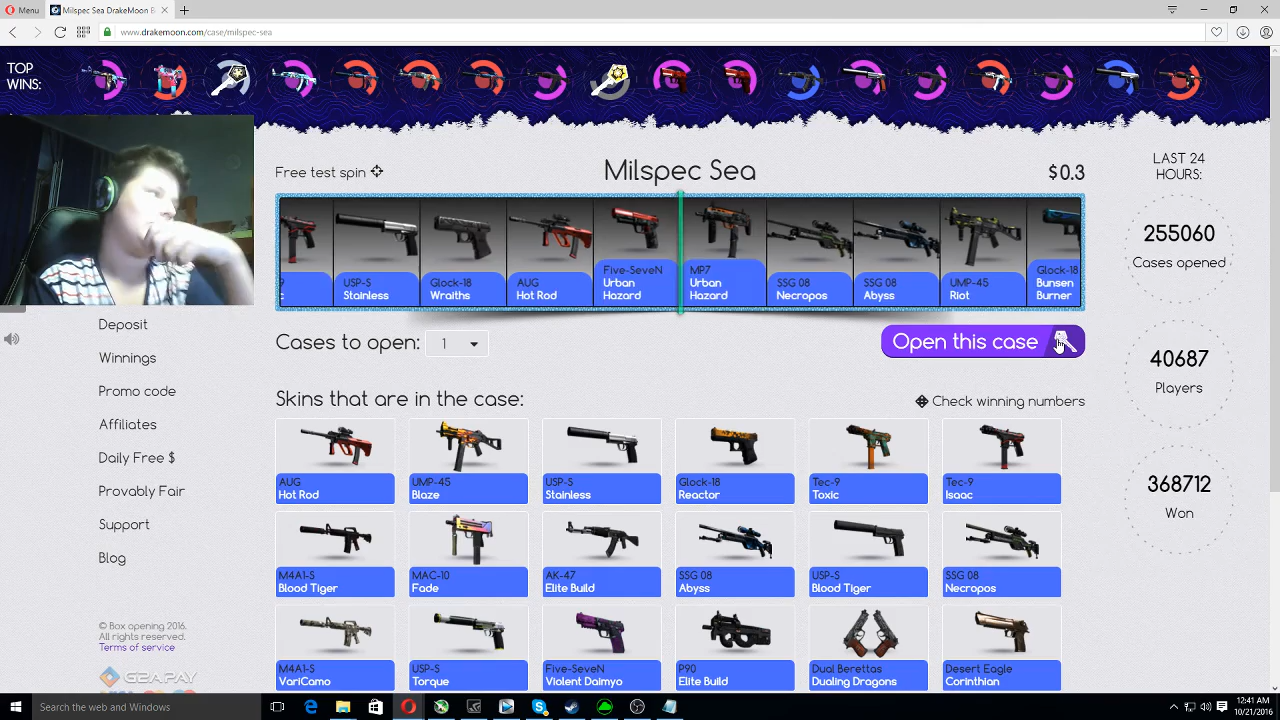 Menu
Milspec Sea DrakeMoon B
www.drakemoon.com/case/milspec-sea
TOP
WINS:
Free test spin
Milspec Sea
$0.3
USP-S
Stainless
Glock-18
Wraiths
AUG
Hot Rod
Five-SeveN
Urban
Hazard
MP7
Urban
Hazard
SSG 08
Necropos
SSG 08
Abyss
UMP-45
Riot
Glock-18
Bunsen
Burner
Cases to open:
1
Open this case
Skins that are in the case:
Check winning numbers
AUG
Hot Rod
UMP-45
Blaze
USP-S
Stainless
Glock-18
Reactor
Tec-9
Toxic
Tec-9
Isaac
M4A1-S
Blood Tiger
MAC-10
Fade
AK-47
Elite Build
SSG 08
Abyss
USP-S
Blood Tiger
SSG 08
Necropos
M4A1-S
VariCamo
USP-S
Torque
Five-SeveN
Violent Daimyo
P90
Elite Build
Dual Berettas
Dualing Dragons
Desert Eagle
Corinthian
LAST 24
HOURS:
255060
Cases opened
40687
Players
368712
Won
Deposit
Winnings
Promo code
Affiliates
Daily Free $
Provably Fair
Support
Blog
© Box opening 2016.
All rights reserved.
Terms of service
G2A PAY
Search the web and Windows
12:41 AM
10/21/2016